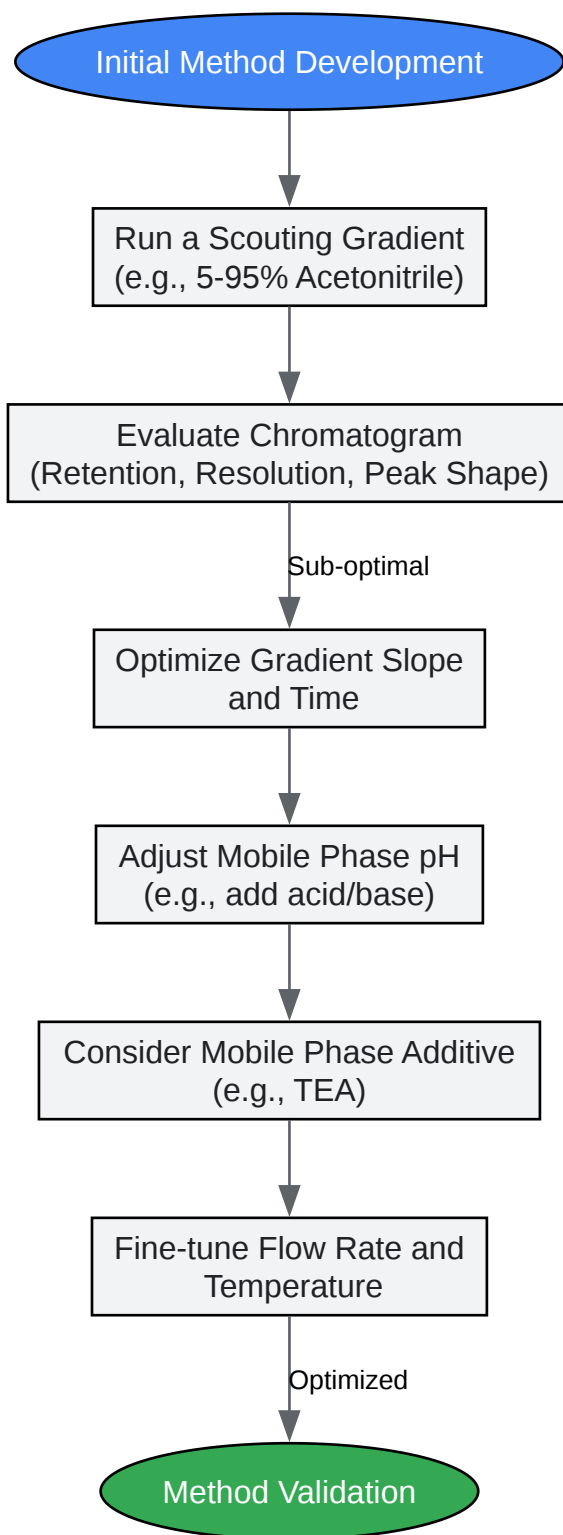 Initial Method Development
Run a Scouting Gradient
(e.g., 5-95% Acetonitrile)
Evaluate Chromatogram
(Retention, Resolution, Peak Shape)
Sub-optimal
Optimize Gradient Slope
and Time
Adjust Mobile Phase pH
(e.g., add acid/base)
Consider Mobile Phase Additive
(e.g., TEA)
Fine-tune Flow Rate and
Temperature
Optimized
Method Validation